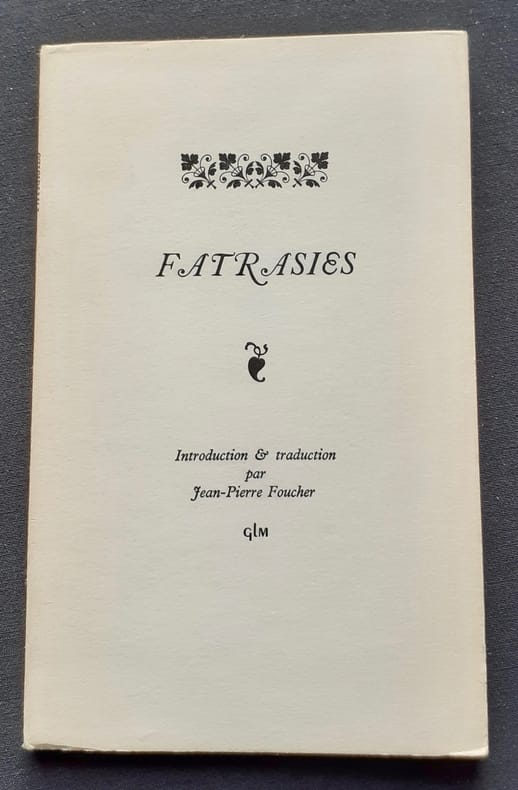 FATRASIES
Introduction & traduction
par
Jean-Pierre Foucher
GLM